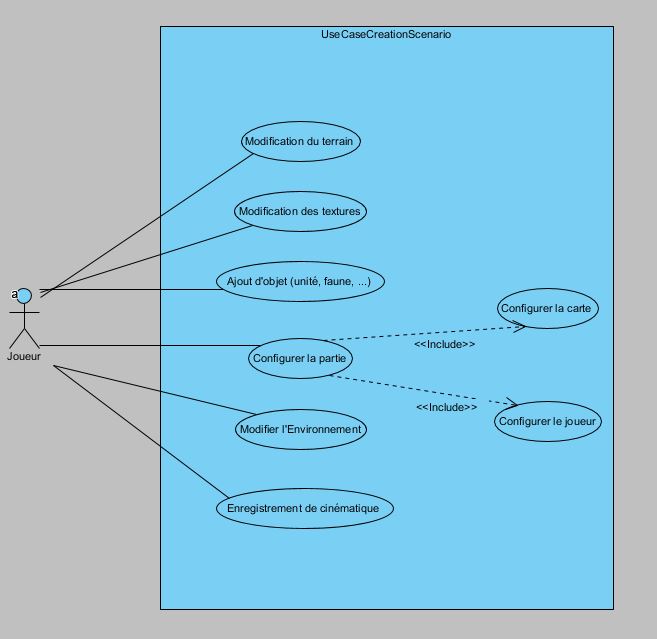 UseCaseCreationScenario
Modification du terrain
Modification des textures
Ajout d'objet (unité, faune, ...)
a
Joueur
Configurer la partie
<<Include>>
Configurer la carte
<<Include>>
Configurer le joueur
Modifier l'Environnement
Enregistrement de cinématique